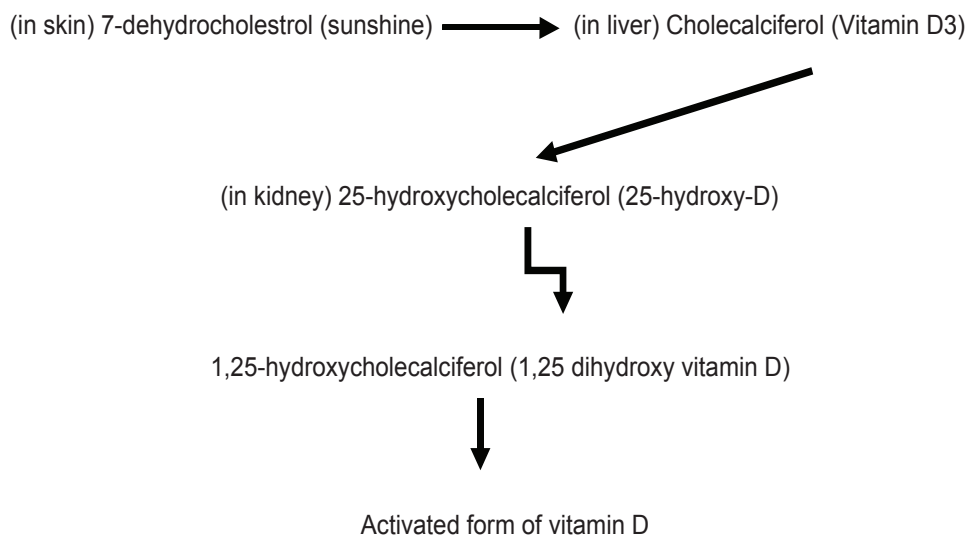 (in skin) 7-dehydrocholestrol (sunshine)
(in liver) Cholecalciferol (Vitamin D3)
(in kidney) 25-hydroxycholecalciferol (25-hydroxy-D)
1,25-hydroxycholecalciferol (1,25 dihydroxy vitamin D)
Activated form of vitamin D